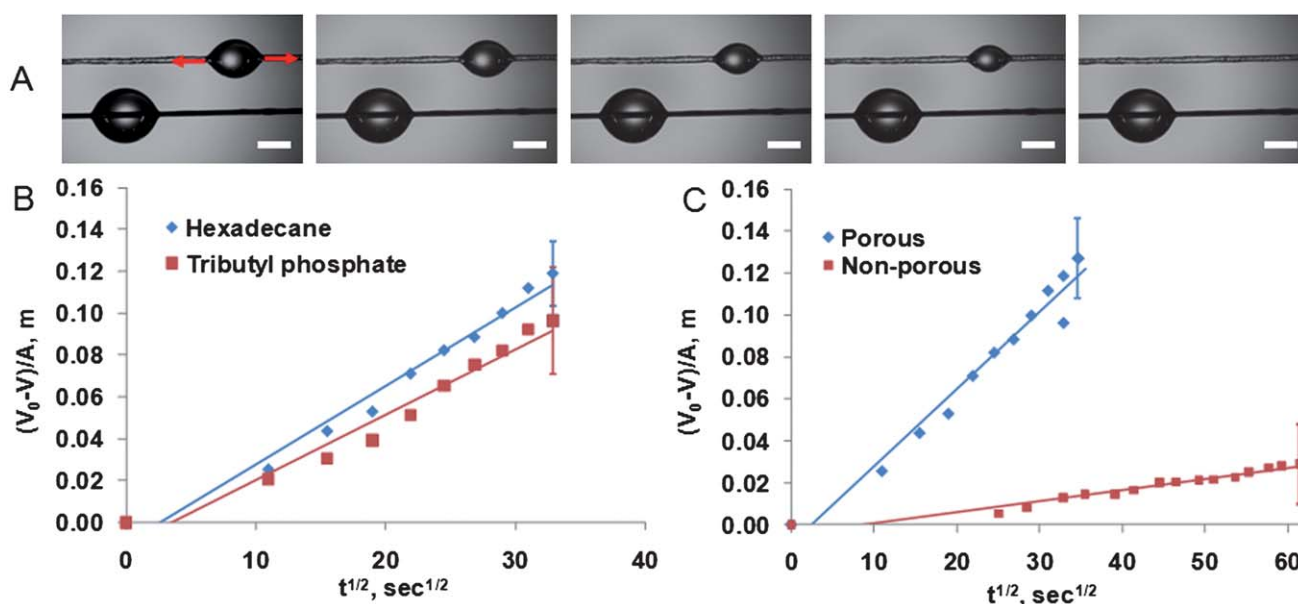 A
B
0.16
0.14
0.12
0.10
0.08
0.06
0.04
0.02
0.00
(V₀-V)/A, m
Hexadecane
Tributyl phosphate
0 10 20 30 40
t¹/², sec¹/²
C
0.16
0.14
0.12
0.10
0.08
0.06
0.04
0.02
0.00
(V₀-V)/A, m
Porous
Non-porous
0 10 20 30 40 50 60
t¹/², sec¹/²